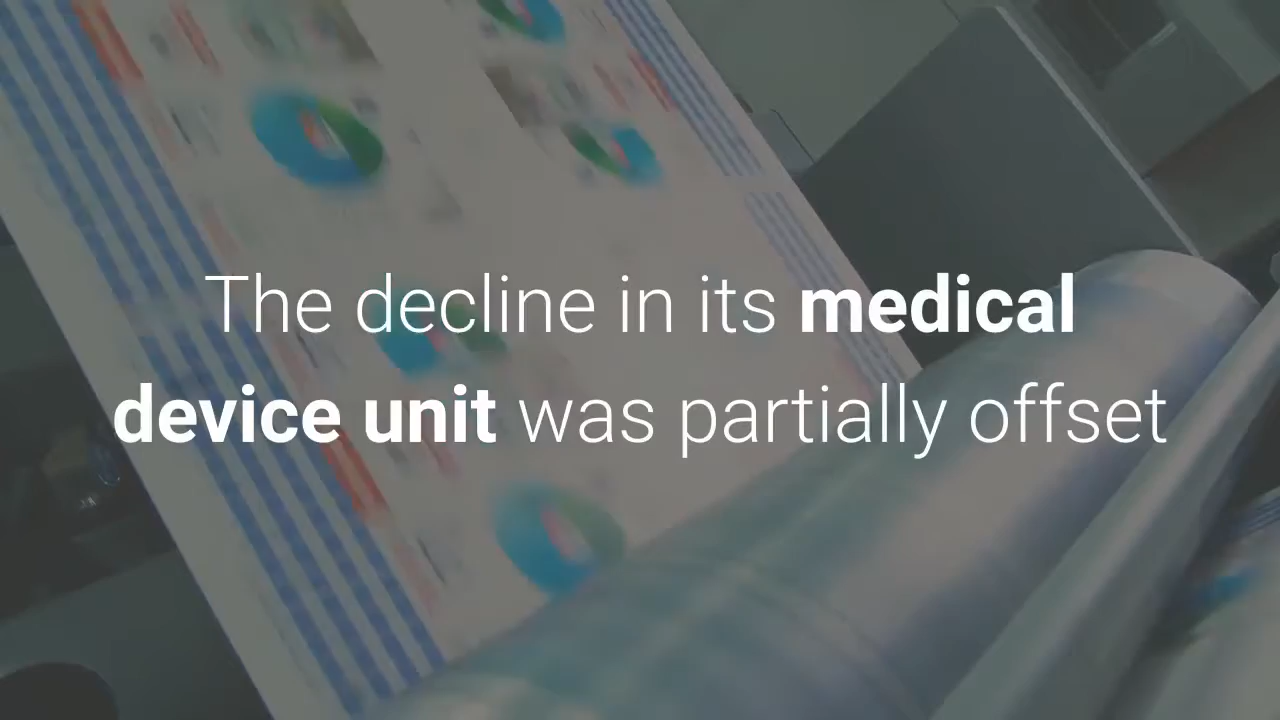 The decline in its medical
device unit was partially offset